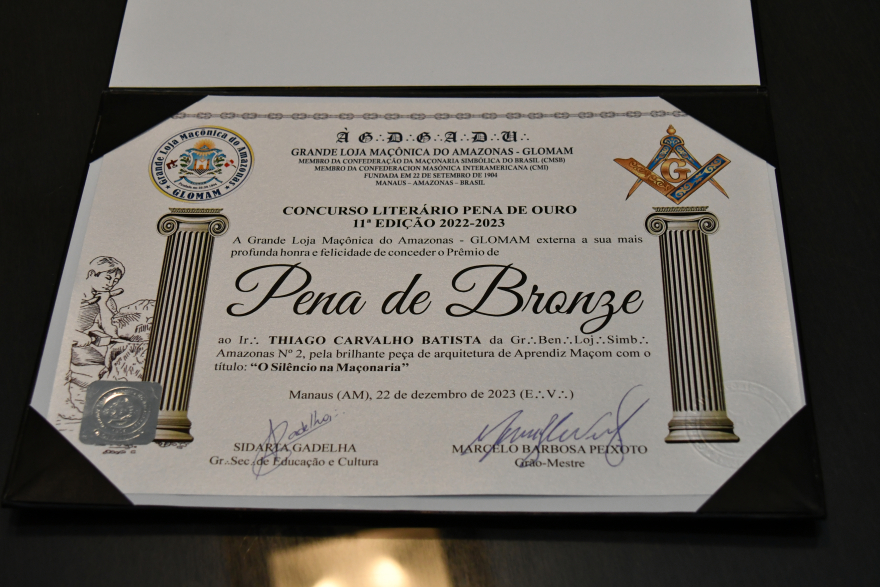 À G∴D∴G∴A∴D∴U∴
GRANDE LOJA MAÇÔNICA DO AMAZONAS - GLOMAM
MEMBRO DA CONFEDERAÇÃO DA MAÇONARIA SIMBÓLICA DO BRASIL (CMSB)
MEMBRO DA CONFEDERACION MASÓNICA INTERAMERICANA (CMI)
FUNDADA EM 22 DE SETEMBRO DE 1904
MANAUS – AMAZONAS – BRASIL
Grande Loja Maçônica do Amazonas
GLOMAM
G
CONCURSO LITERÁRIO PENA DE OURO
11ª EDIÇÃO 2022-2023
A Grande Loja Maçônica do Amazonas - GLOMAM externa a sua mais
profunda honra e felicidade de conceder o Prêmio de
Pena de Bronze
ao Ir∴ THIAGO CARVALHO BATISTA da Gr∴Ben∴Loj∴Simb∴
Amazonas Nº 2, pela brilhante peça de arquitetura de Aprendiz Maçom com o
título: “O Silêncio na Maçonaria”
Manaus (AM), 22 de dezembro de 2023 (E∴V∴)
SIDARTA GADELHA
Gr∴Sec∴de Educação e Cultura
MARCELO BARBOSA PEIXOTO
Grão-Mestre